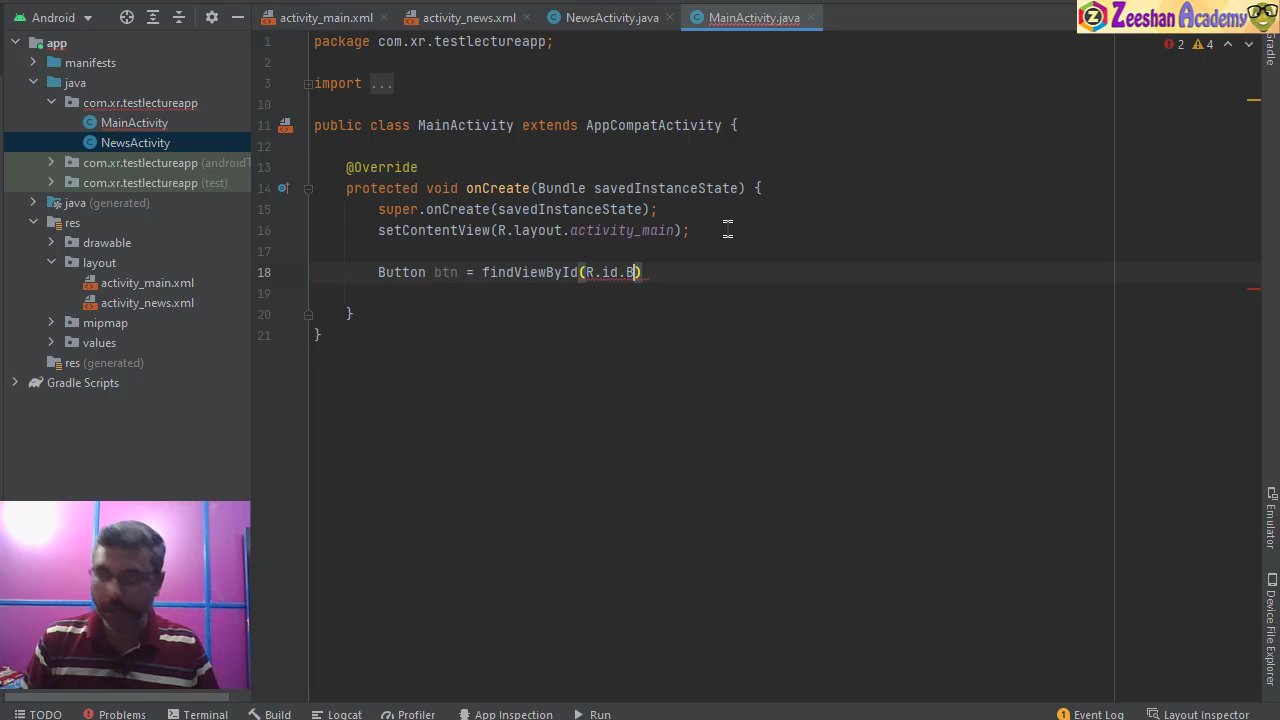 Android
activity_main.xml
activity_news.xml
NewsActivity.java
MainActivity.java
Zeeshan Academy
2 4
app
manifests
java
com.xr.testlectureapp
MainActivity
NewsActivity
com.xr.testlectureapp (androidT
com.xr.testlectureapp (test)
java (generated)
res
drawable
layout
activity_main.xml
activity_news.xml
mipmap
values
res (generated)
Gradle Scripts
1 package com.xr.testlectureapp;
2
3 import ...
10
11 public class MainActivity extends AppCompatActivity {
12
13 @Override
14 protected void onCreate(Bundle savedInstanceState) {
15 super.onCreate(savedInstanceState);
16 setContentView(R.layout.activity_main);
17
18 Button btn = findViewById(R.id.B)
19
20 }
21 }
Gradle
Emulator
Device File Explorer
TODO
Problems
Terminal
Build
Logcat
Profiler
App Inspection
Run
1 Event Log
Layout Inspector